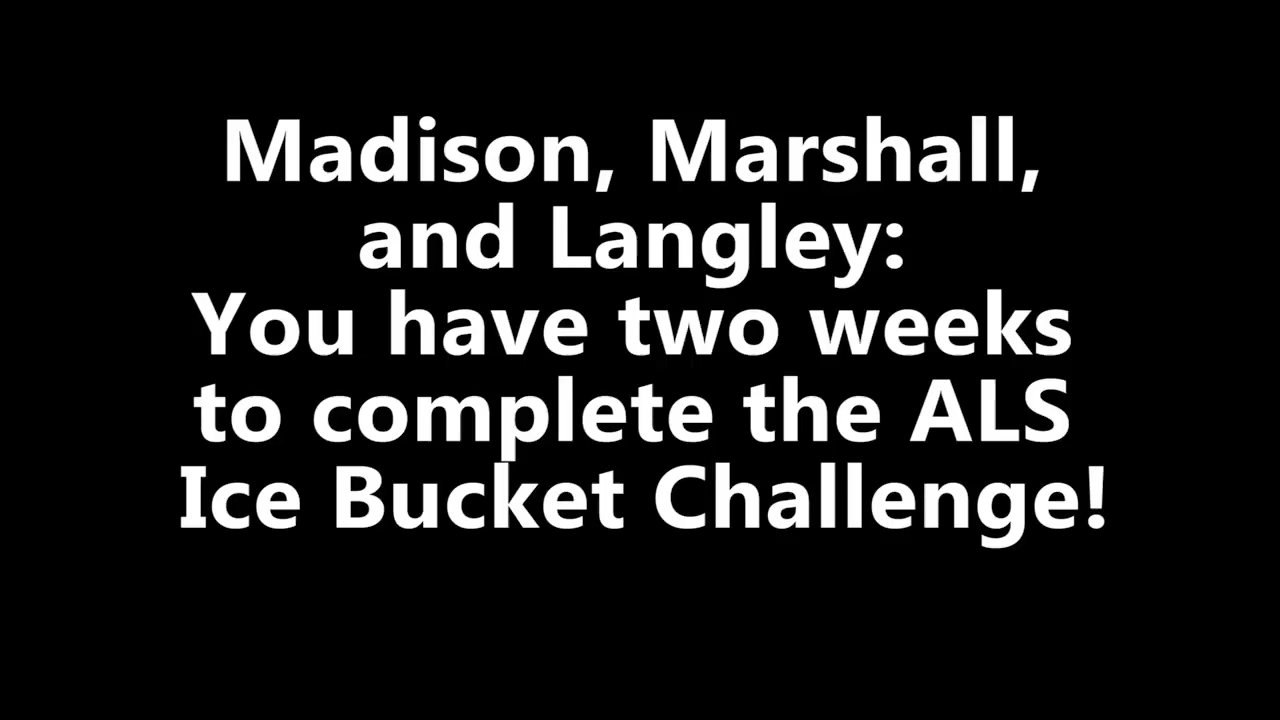 Madison, Marshall,
and Langley:
You have two weeks
to complete the ALS
Ice Bucket Challenge!